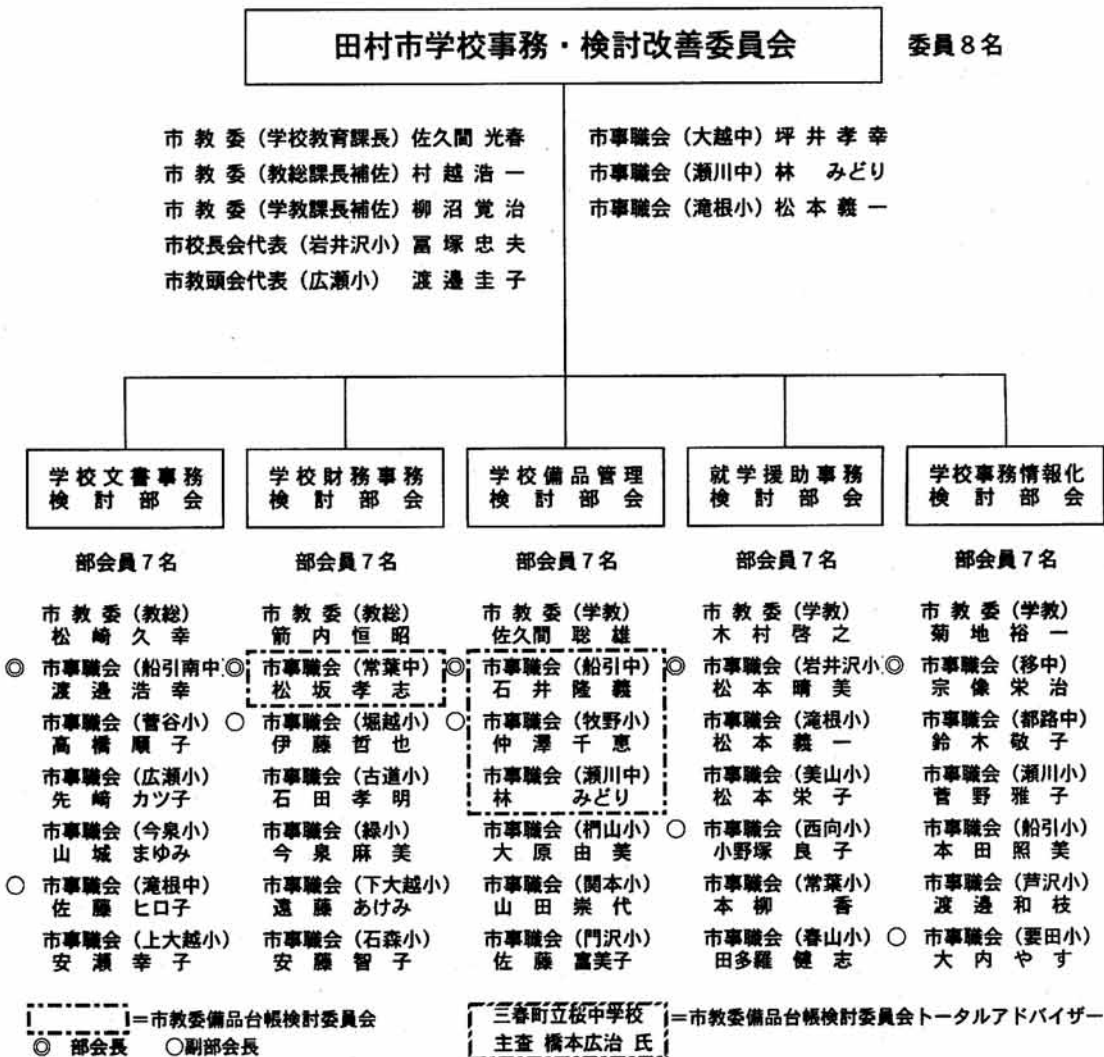 田村市学校事務・検討改善委員会
委員8名
市教委（学校教育課長）佐久間 光春
市教委（教総課長補佐）村越浩一
市教委（学教課長補佐）柳沼覚治
市校長会代表（岩井沢小）冨塚忠夫
市教頭会代表（広瀬小） 渡邉圭子
市事職会（大越中）坪井孝幸
市事職会（瀬川中）林 みどり
市事職会（滝根小）松本義一
学校文書事務
検討部会
部会員7名
市教委（教総）
松崎久幸
◎ 市事職会（船引南中）
渡邉浩幸
市事職会（菅谷小）
高橋順子
市事職会（広瀬小）
先崎カツ子
市事職会（今泉小）
山城まゆみ
○ 市事職会（滝根中）
佐藤ヒロ子
市事職会（上大越小）
安瀬幸子
学校財務事務
検討部会
部会員7名
市教委（教総）
箭内恒昭
◎ 市事職会（常葉中）
松坂孝志
○ 市事職会（堀越小）
伊藤哲也
市事職会（古道小）
石田孝明
市事職会（緑小）
今泉麻美
市事職会（下大越小）
遠藤あけみ
市事職会（石森小）
安藤智子
学校備品管理
検討部会
部会員7名
市教委（学教）
佐久間聡雄
◎ 市事職会（船引中）
石井隆義
○ 市事職会（牧野小）
仲澤千恵
市事職会（瀬川中）
林 みどり
市事職会（椚山小）
大原由美
市事職会（関本小）
山田崇代
市事職会（門沢小）
佐藤富美子
就学援助事務
検討部会
部会員7名
市教委（学教）
木村啓之
◎ 市事職会（岩井沢小）
松本晴美
市事職会（滝根小）
松本義一
市事職会（美山小）
松本栄子
○ 市事職会（西向小）
小野塚良子
市事職会（常葉小）
本柳 香
市事職会（春山小）
田多羅健志
学校事務情報化
検討部会
部会員7名
市教委（学教）
菊地裕一
◎ 市事職会（移中）
宗像栄治
市事職会（都路中）
鈴木敬子
市事職会（瀬川小）
菅野雅子
市事職会（船引小）
本田照美
市事職会（芦沢小）
渡邉和枝
○ 市事職会（要田小）
大内やす
=市教委備品台帳検討委員会
◎ 部会長 ○副部会長
三春町立桜中学校
主査 橋本広治 氏
=市教委備品台帳検討委員会トータルアドバイザー